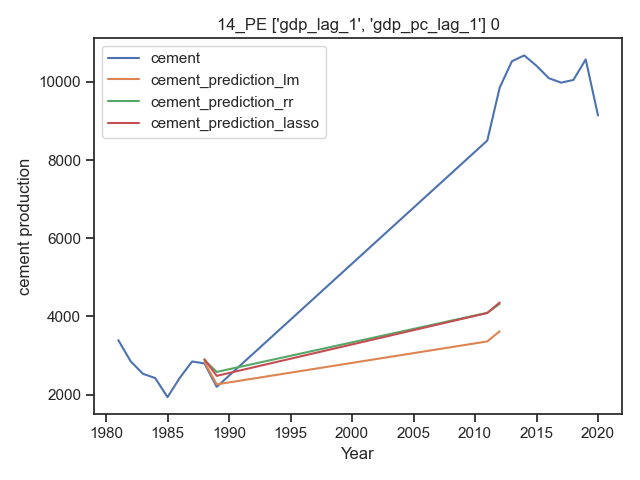 14_PE ['gdp_lag_1', 'gdp_pc_lag_1'] 0
cement
cement_prediction_lm
cement_prediction_rr
cement_prediction_lasso
10000
8000
6000
4000
2000
cement production
1980 1985 1990 1995 2000 2005 2010 2015 2020
Year